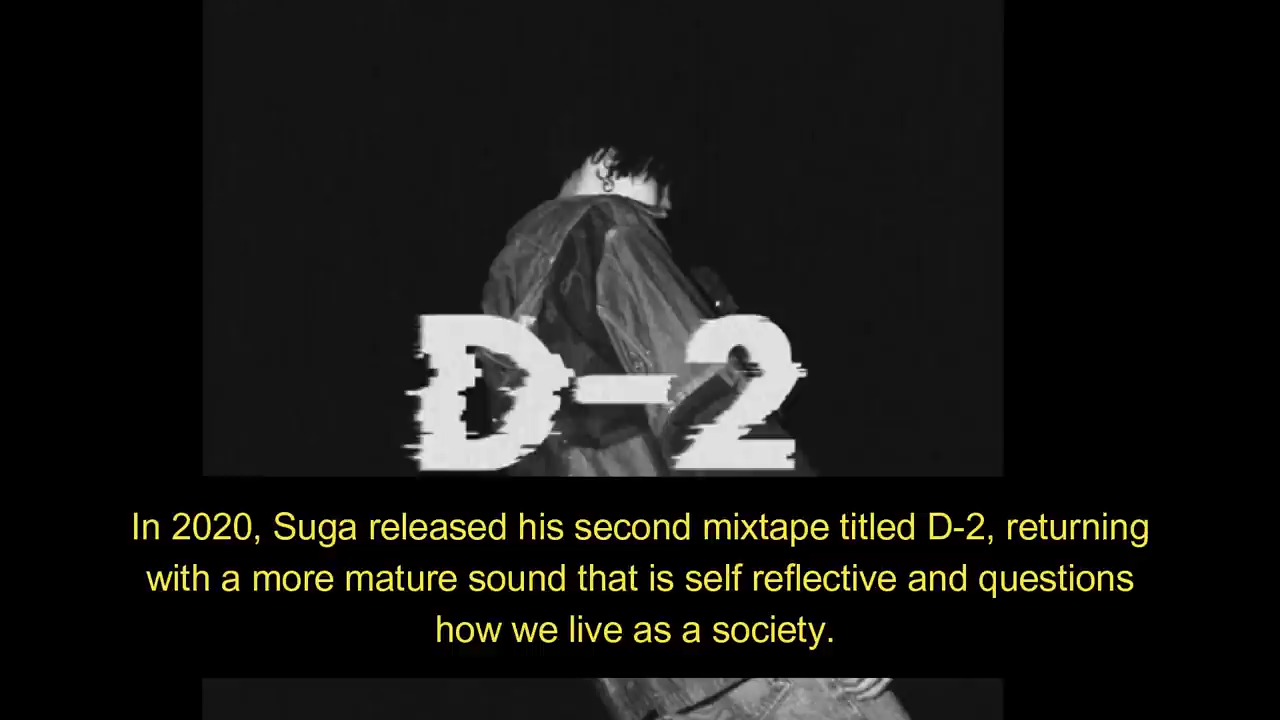 D-2
In 2020, Suga released his second mixtape titled D-2, returning
with a more mature sound that is self reflective and questions
how we live as a society.